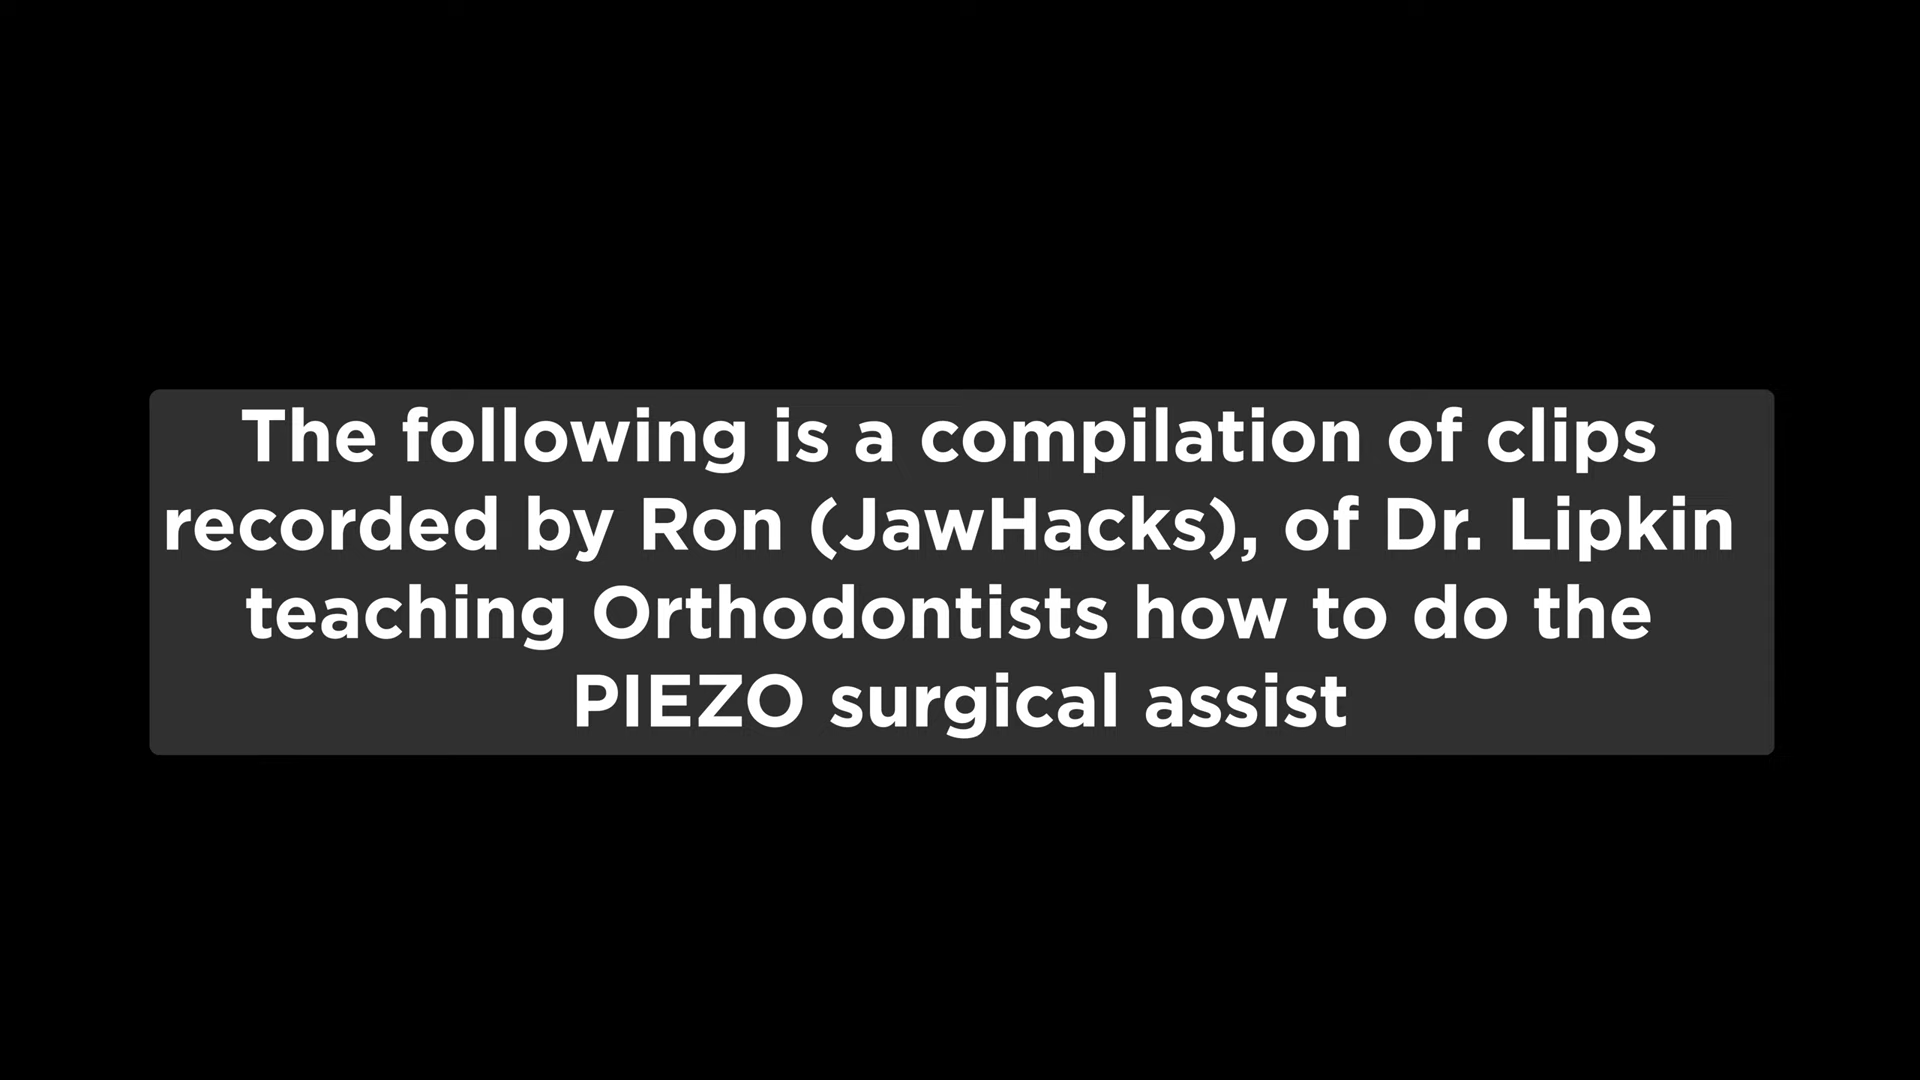 The following is a compilation of clips
recorded by Ron (JawHacks), of Dr. Lipkin
teaching Orthodontists how to do the
PIEZO surgical assist